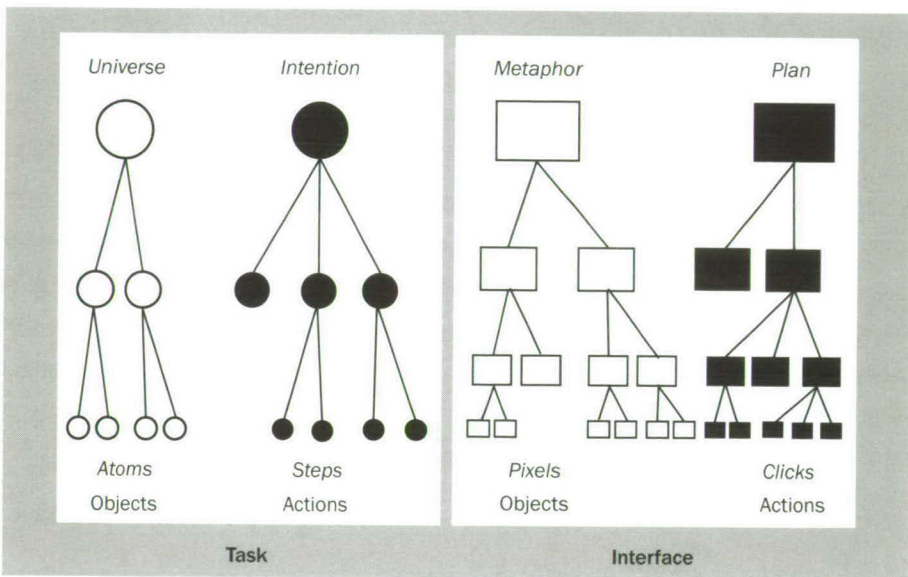 Universe Intention Metaphor Plan
Atoms Steps Pixels Clicks
Objects Actions Objects Actions
Task Interface